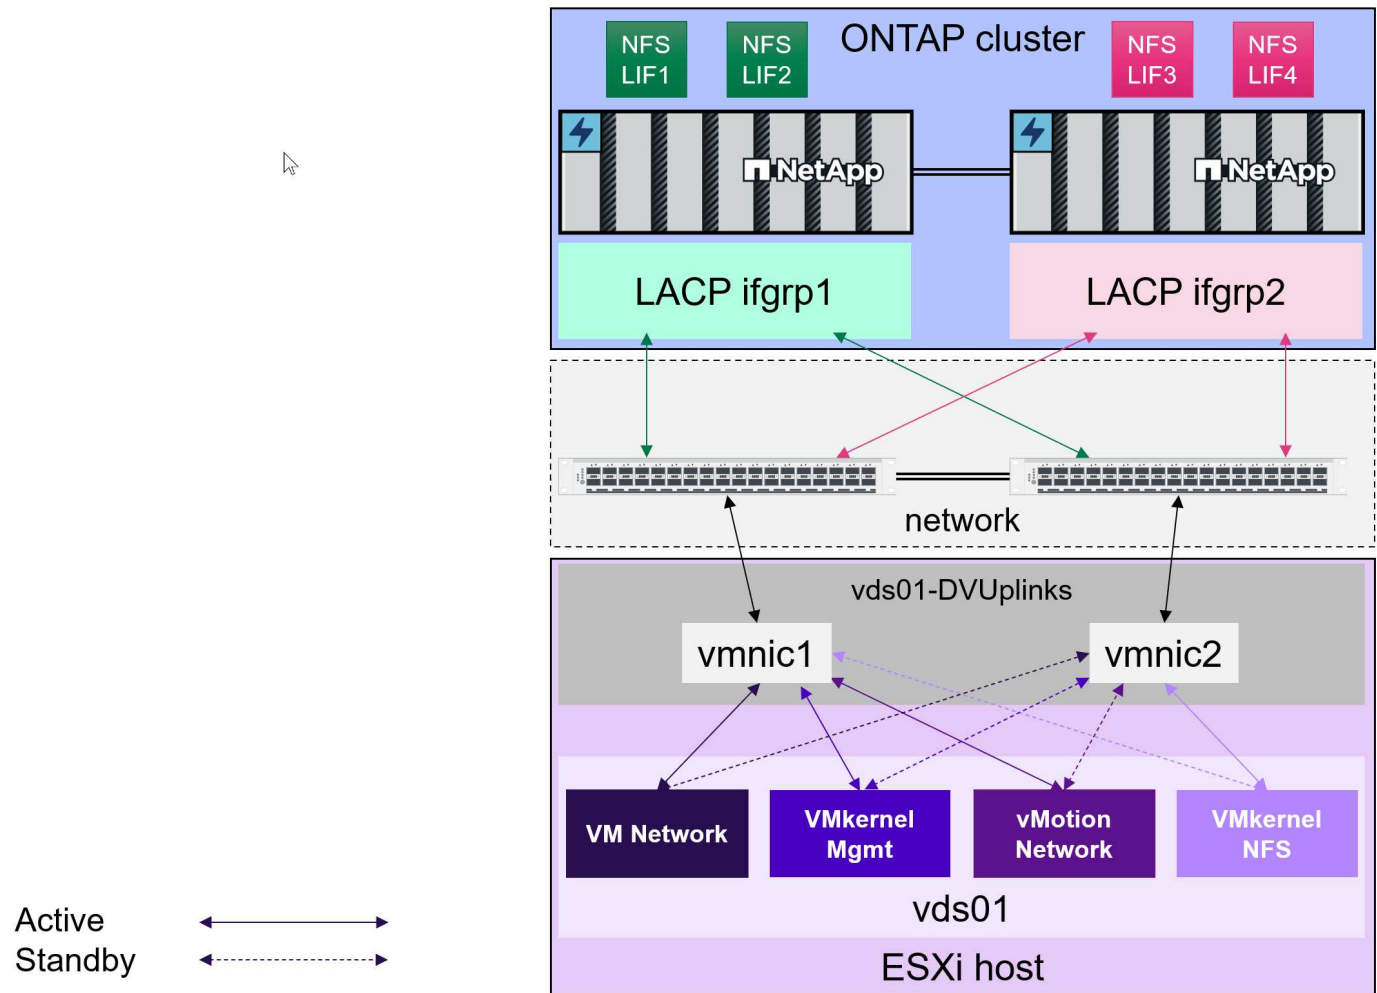 ONTAP cluster
NFS
LIF1
NFS
LIF2
NFS
LIF3
NFS
LIF4
NetApp
NetApp
LACP ifgrp1
LACP ifgrp2
network
vds01-DVUplinks
vmnic1
vmnic2
VM Network
VMkernel
Mgmt
vMotion
Network
VMkernel
NFS
vds01
ESXi host
Active
Standby